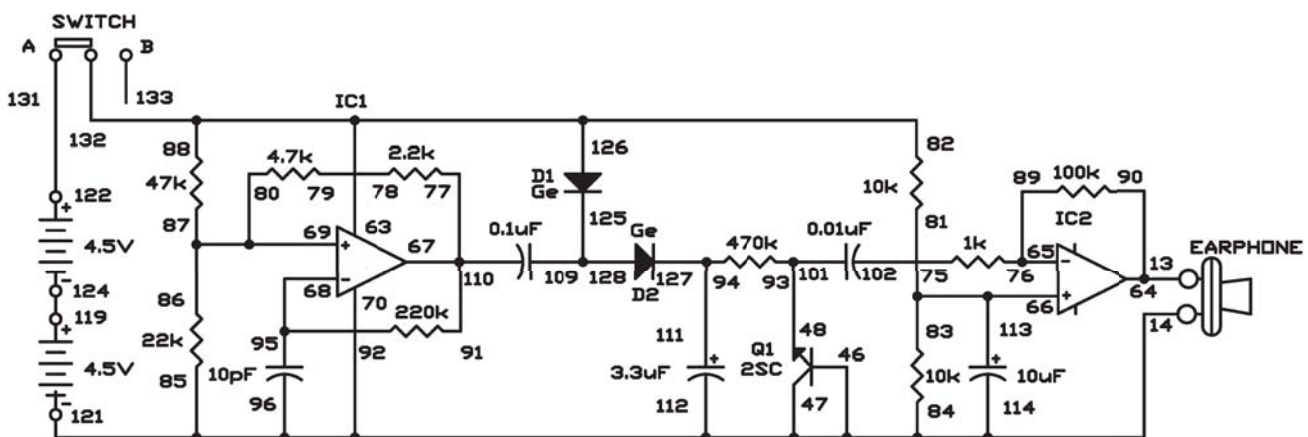 SWITCH
A B
131 133
132
IC1
88 4.7k 2.2k 126 82 89 100k 90
47k 80 79 78 77 D1 Ge 10k
122
87 63 125 81 IC2
4.5V 69 67 0.1uF Ge 470k 0.01uF 1k 65 13 EARPHONE
110 109 128 127 94 93 101 102 75 76
124 68 70 D2 66 64
119 86 220k 111 48 83 113 14
22k 95 92 91 Q1 46
4.5V 85 10pF 3.3uF 2SC 10k 10uF
121 96 112 47 84 114